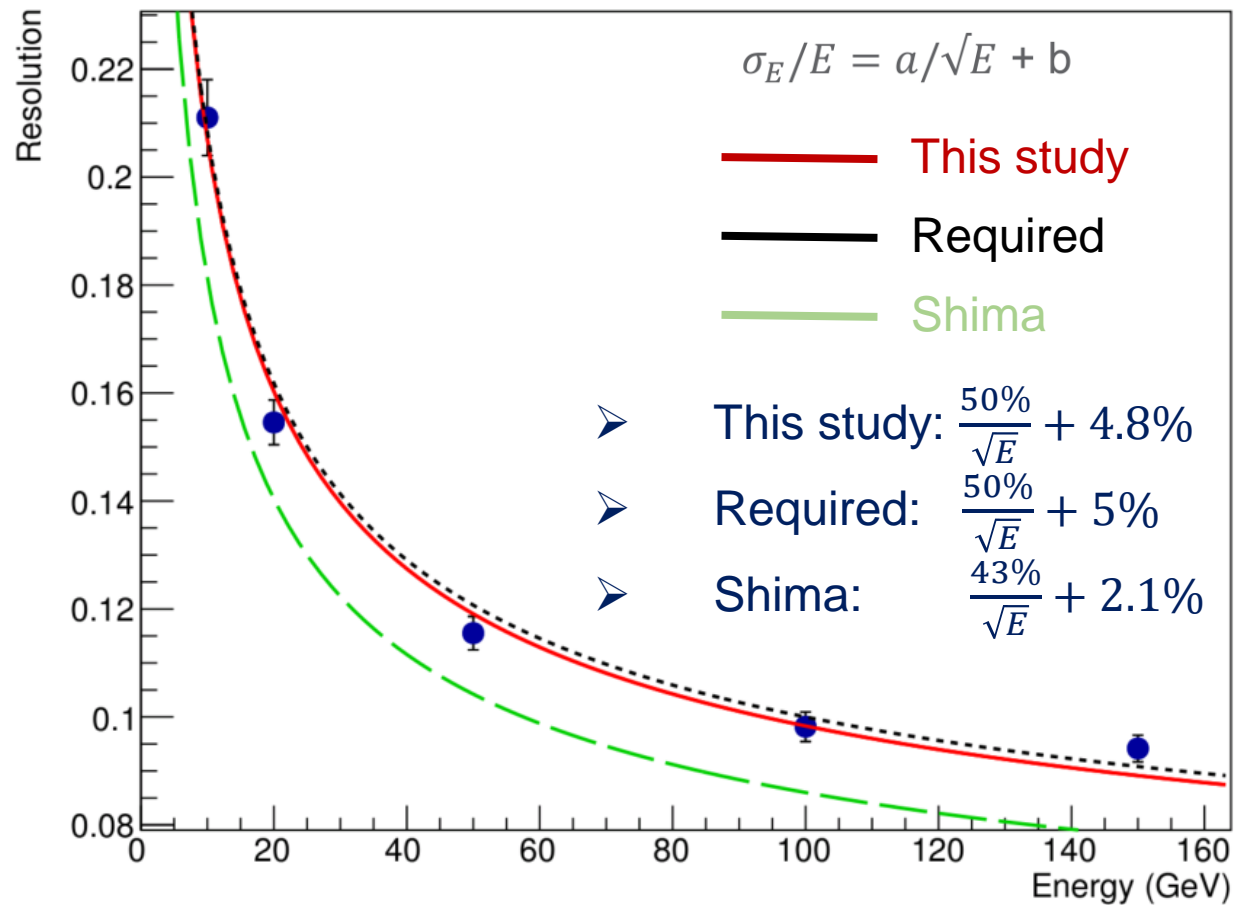 Resolution
σ_E/E = a/√E + b
This study
Required
Shima
➢ This study: 50%/√E + 4.8%
➢ Required: 50%/√E + 5%
➢ Shima: 43%/√E + 2.1%
0.22
0.2
0.18
0.16
0.14
0.12
0.1
0.08
0 20 40 60 80 100 120 140 160
Energy (GeV)